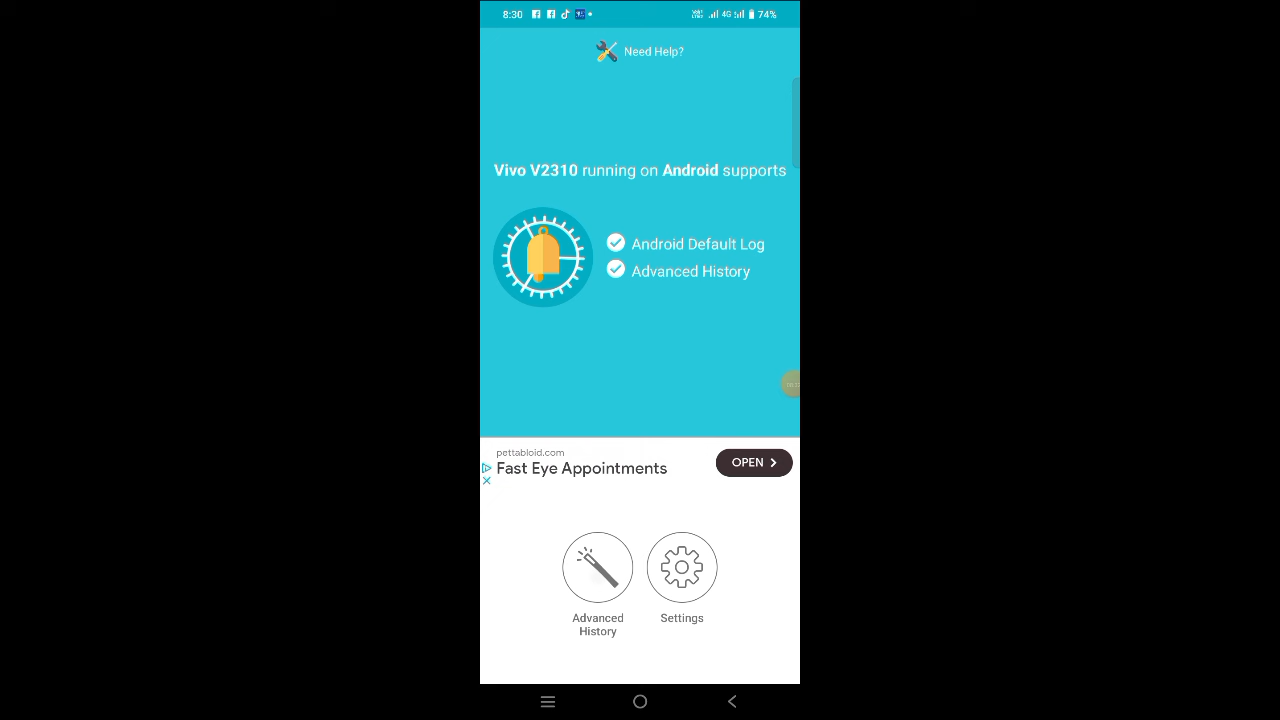 8:30 4G 74%
Need Help?
Vivo V2310 running on Android supports
Android Default Log
Advanced History
pettabloid.com
Fast Eye Appointments
OPEN
Advanced
History
Settings